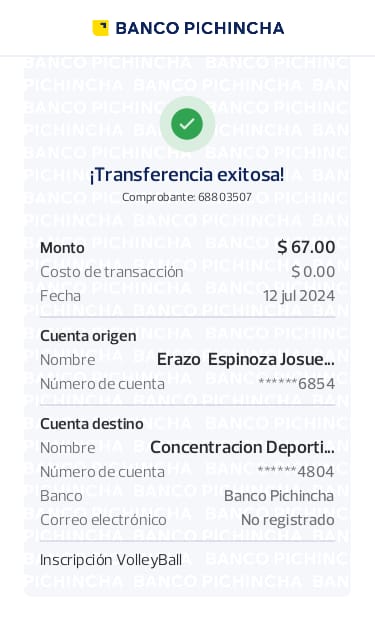 BANCO PICHINCHA
¡Transferencia exitosa!
Comprobante: 68803507
Monto $ 67.00
Costo de transacción $ 0.00
Fecha 12 jul 2024
Cuenta origen
Nombre Erazo Espinoza Josue...
Número de cuenta ******6854
Cuenta destino
Nombre Concentracion Deporti...
Número de cuenta ******4804
Banco Banco Pichincha
Correo electrónico No registrado
Inscripción VolleyBall